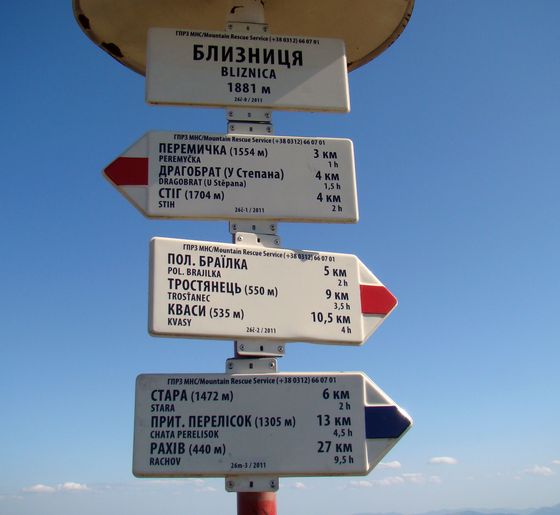 ГПРЗ МНС/Mountain Rescue Service (+38 0312) 66 07 01
БЛИЗНИЦЯ
BLIZNICA
1881 м
26č-0 / 2011
ГПРЗ МНС/Mountain Rescue Service (+38 0312) 66 07 01
ПЕРЕМИЧКА (1554 м) 3 км
PEREMYČKA 1 h
ДРАГОБРАТ (У Степана) 4 км
DRAGOBRAT (U Stěpana) 1,5 h
СТІГ (1704 м) 4 км
STIH 2 h
26č-1 / 2011
ГПРЗ МНС/Mountain Rescue Service (+38 0312) 66 07 01
ПОЛ. БРАЇЛКА 5 км
POL. BRAJILKA 2 h
ТРОСТЯНЕЦЬ (550 м) 9 км
TROSŤANEC 3,5 h
КВАСИ (535 м) 10,5 км
KVASY 4 h
26č-2 / 2011
ГПРЗ МНС/Mountain Rescue Service (+38 0312) 66 07 01
СТАРА (1472 м) 6 км
STARA 2 h
ПРИТ. ПЕРЕЛІСОК (1305 м) 13 км
CHATA PERELISOK 4,5 h
РАХІВ (440 м) 27 км
RACHOV 9,5 h
26m-3 / 2011